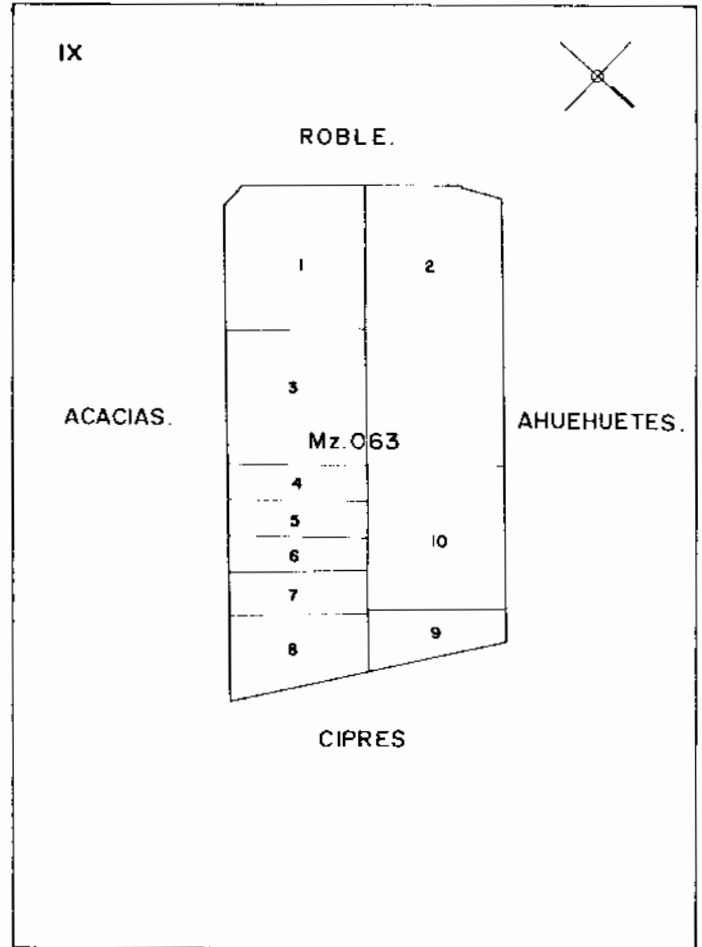 IX
ROBLE.
1
2
3
ACACIAS.
AHUEHUETES.
Mz.063
4
5
10
6
7
9
8
CIPRES